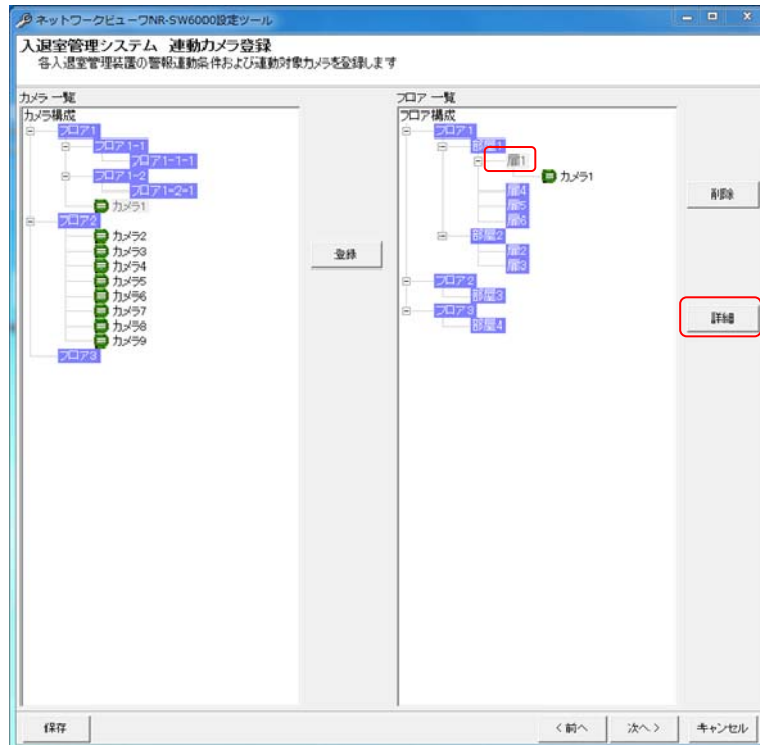 ネットワークビューワNR-SW6000設定ツール
入退室管理システム 連動カメラ登録
各入退室管理装置の警報連動条件および連動対象カメラを登録します
カメラ 一覧
カメラ構成
フロア1
フロア1-1
フロア1-1-1
フロア1-2
フロア1-2-1
カメラ1
フロア2
カメラ2
カメラ3
カメラ4
カメラ5
カメラ6
カメラ7
カメラ8
カメラ9
フロア3
登録
フロア 一覧
フロア構成
フロア1
部屋1
扉1
カメラ1
扉4
扉5
扉6
部屋2
扉2
扉3
フロア2
部屋3
フロア3
部屋4
削除
詳細
保存
< 前へ
次へ >
キャンセル